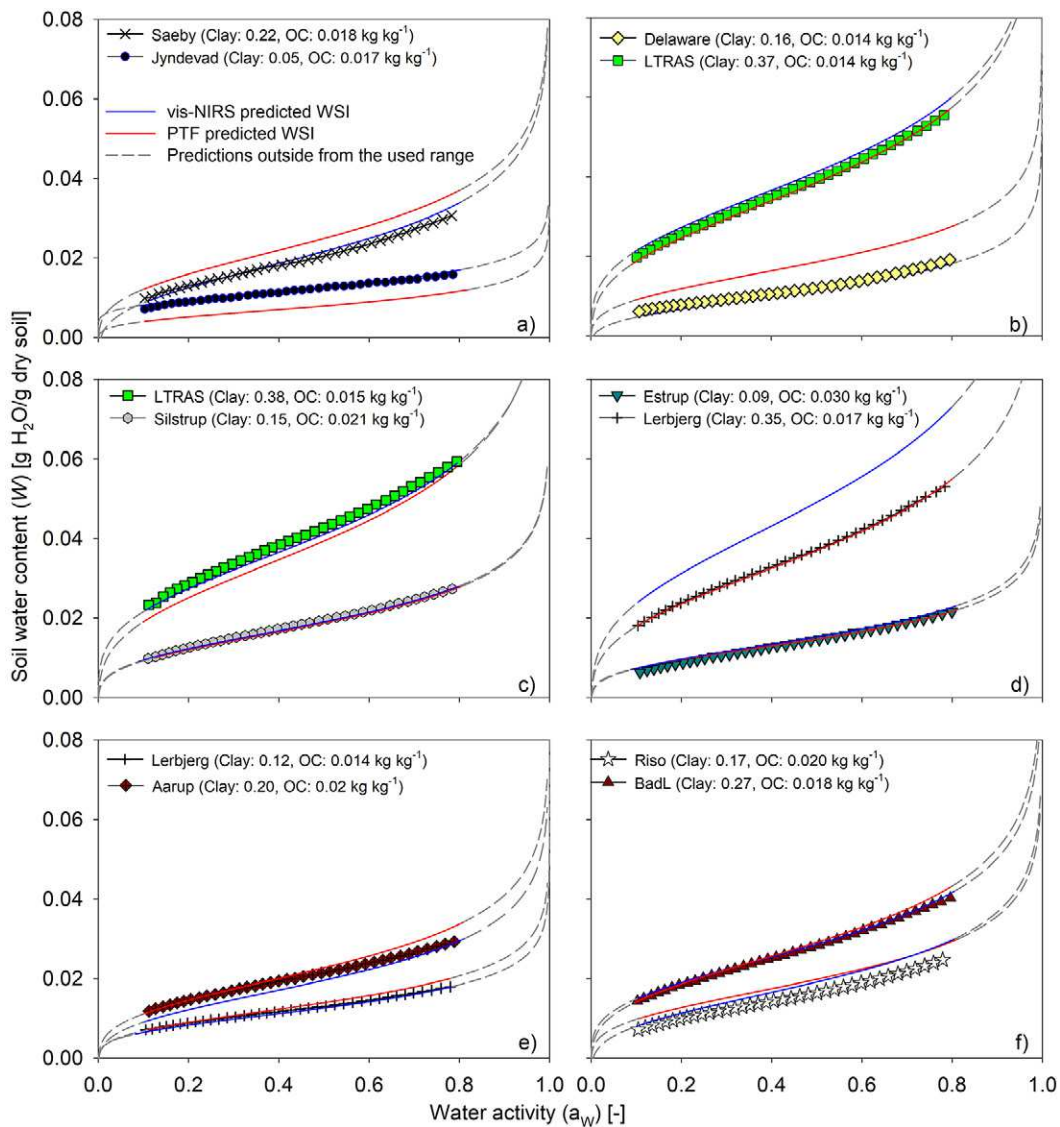 0.08
Saeby (Clay: 0.22, OC: 0.018 kg kg⁻¹)
Jyndevad (Clay: 0.05, OC: 0.017 kg kg⁻¹)
vis-NIRS predicted WSI
PTF predicted WSI
Predictions outside from the used range
0.06
0.04
0.02
0.00
a)
Delaware (Clay: 0.16, OC: 0.014 kg kg⁻¹)
LTRAS (Clay: 0.37, OC: 0.014 kg kg⁻¹)
b)
Soil water content (W) [g H₂O/g dry soil]
0.08
LTRAS (Clay: 0.38, OC: 0.015 kg kg⁻¹)
Silstrup (Clay: 0.15, OC: 0.021 kg kg⁻¹)
0.06
0.04
0.02
0.00
c)
Estrup (Clay: 0.09, OC: 0.030 kg kg⁻¹)
Lerbjerg (Clay: 0.35, OC: 0.017 kg kg⁻¹)
d)
0.08
Lerbjerg (Clay: 0.12, OC: 0.014 kg kg⁻¹)
Aarup (Clay: 0.20, OC: 0.02 kg kg⁻¹)
0.06
0.04
0.02
0.00
e)
Riso (Clay: 0.17, OC: 0.020 kg kg⁻¹)
BadL (Clay: 0.27, OC: 0.018 kg kg⁻¹)
f)
0.0 0.2 0.4 0.6 0.8 1.0
0.2 0.4 0.6 0.8 1.0
Water activity (a_W) [-]